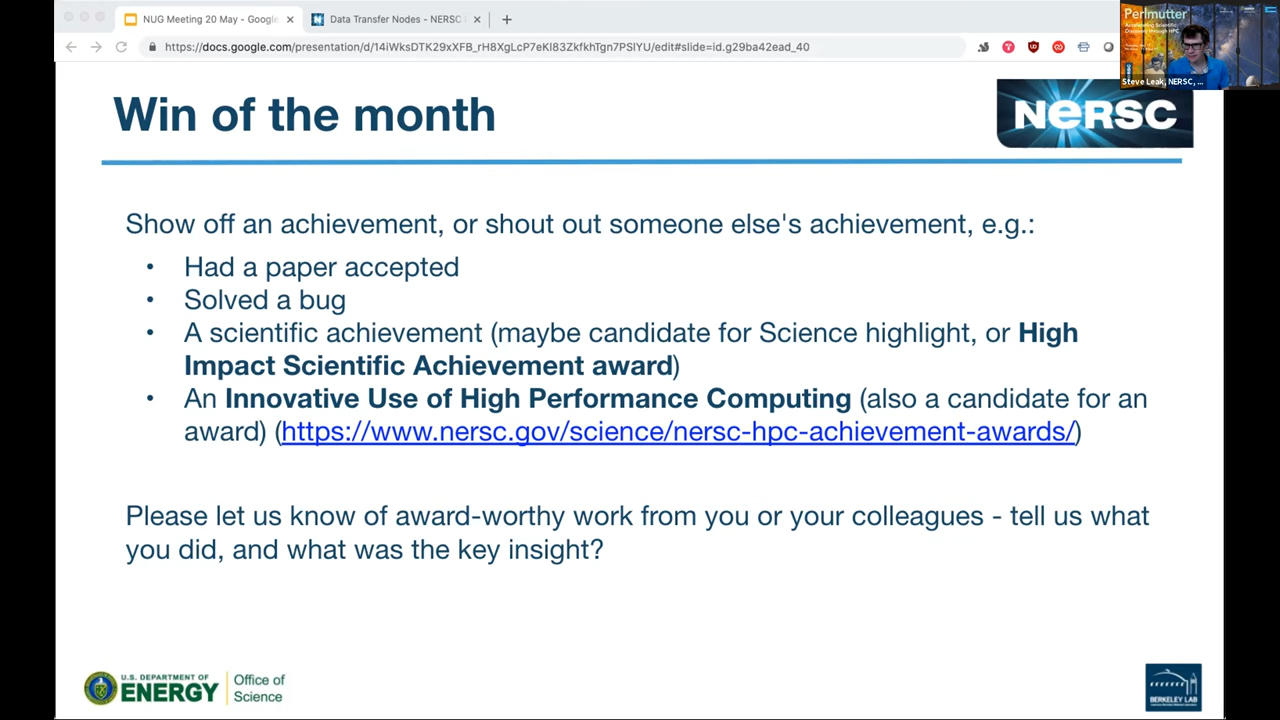 NUG Meeting 20 May - Google
Data Transfer Nodes - NERSC
https://docs.google.com/presentation/d/14iWksDTK29xXFB_rH8XgLcP7eKl83ZkfkhTgn7PSlYU/edit#slide=id.g29ba42ead_40
Perlmutter
Steve Leak, NERSC, ...
Win of the month
NERSC
Show off an achievement, or shout out someone else's achievement, e.g.:
• Had a paper accepted
• Solved a bug
• A scientific achievement (maybe candidate for Science highlight, or High
Impact Scientific Achievement award)
• An Innovative Use of High Performance Computing (also a candidate for an
award) (https://www.nersc.gov/science/nersc-hpc-achievement-awards/)
Please let us know of award-worthy work from you or your colleagues - tell us what
you did, and what was the key insight?
U.S. DEPARTMENT OF
ENERGY
Office of
Science
BERKELEY LAB